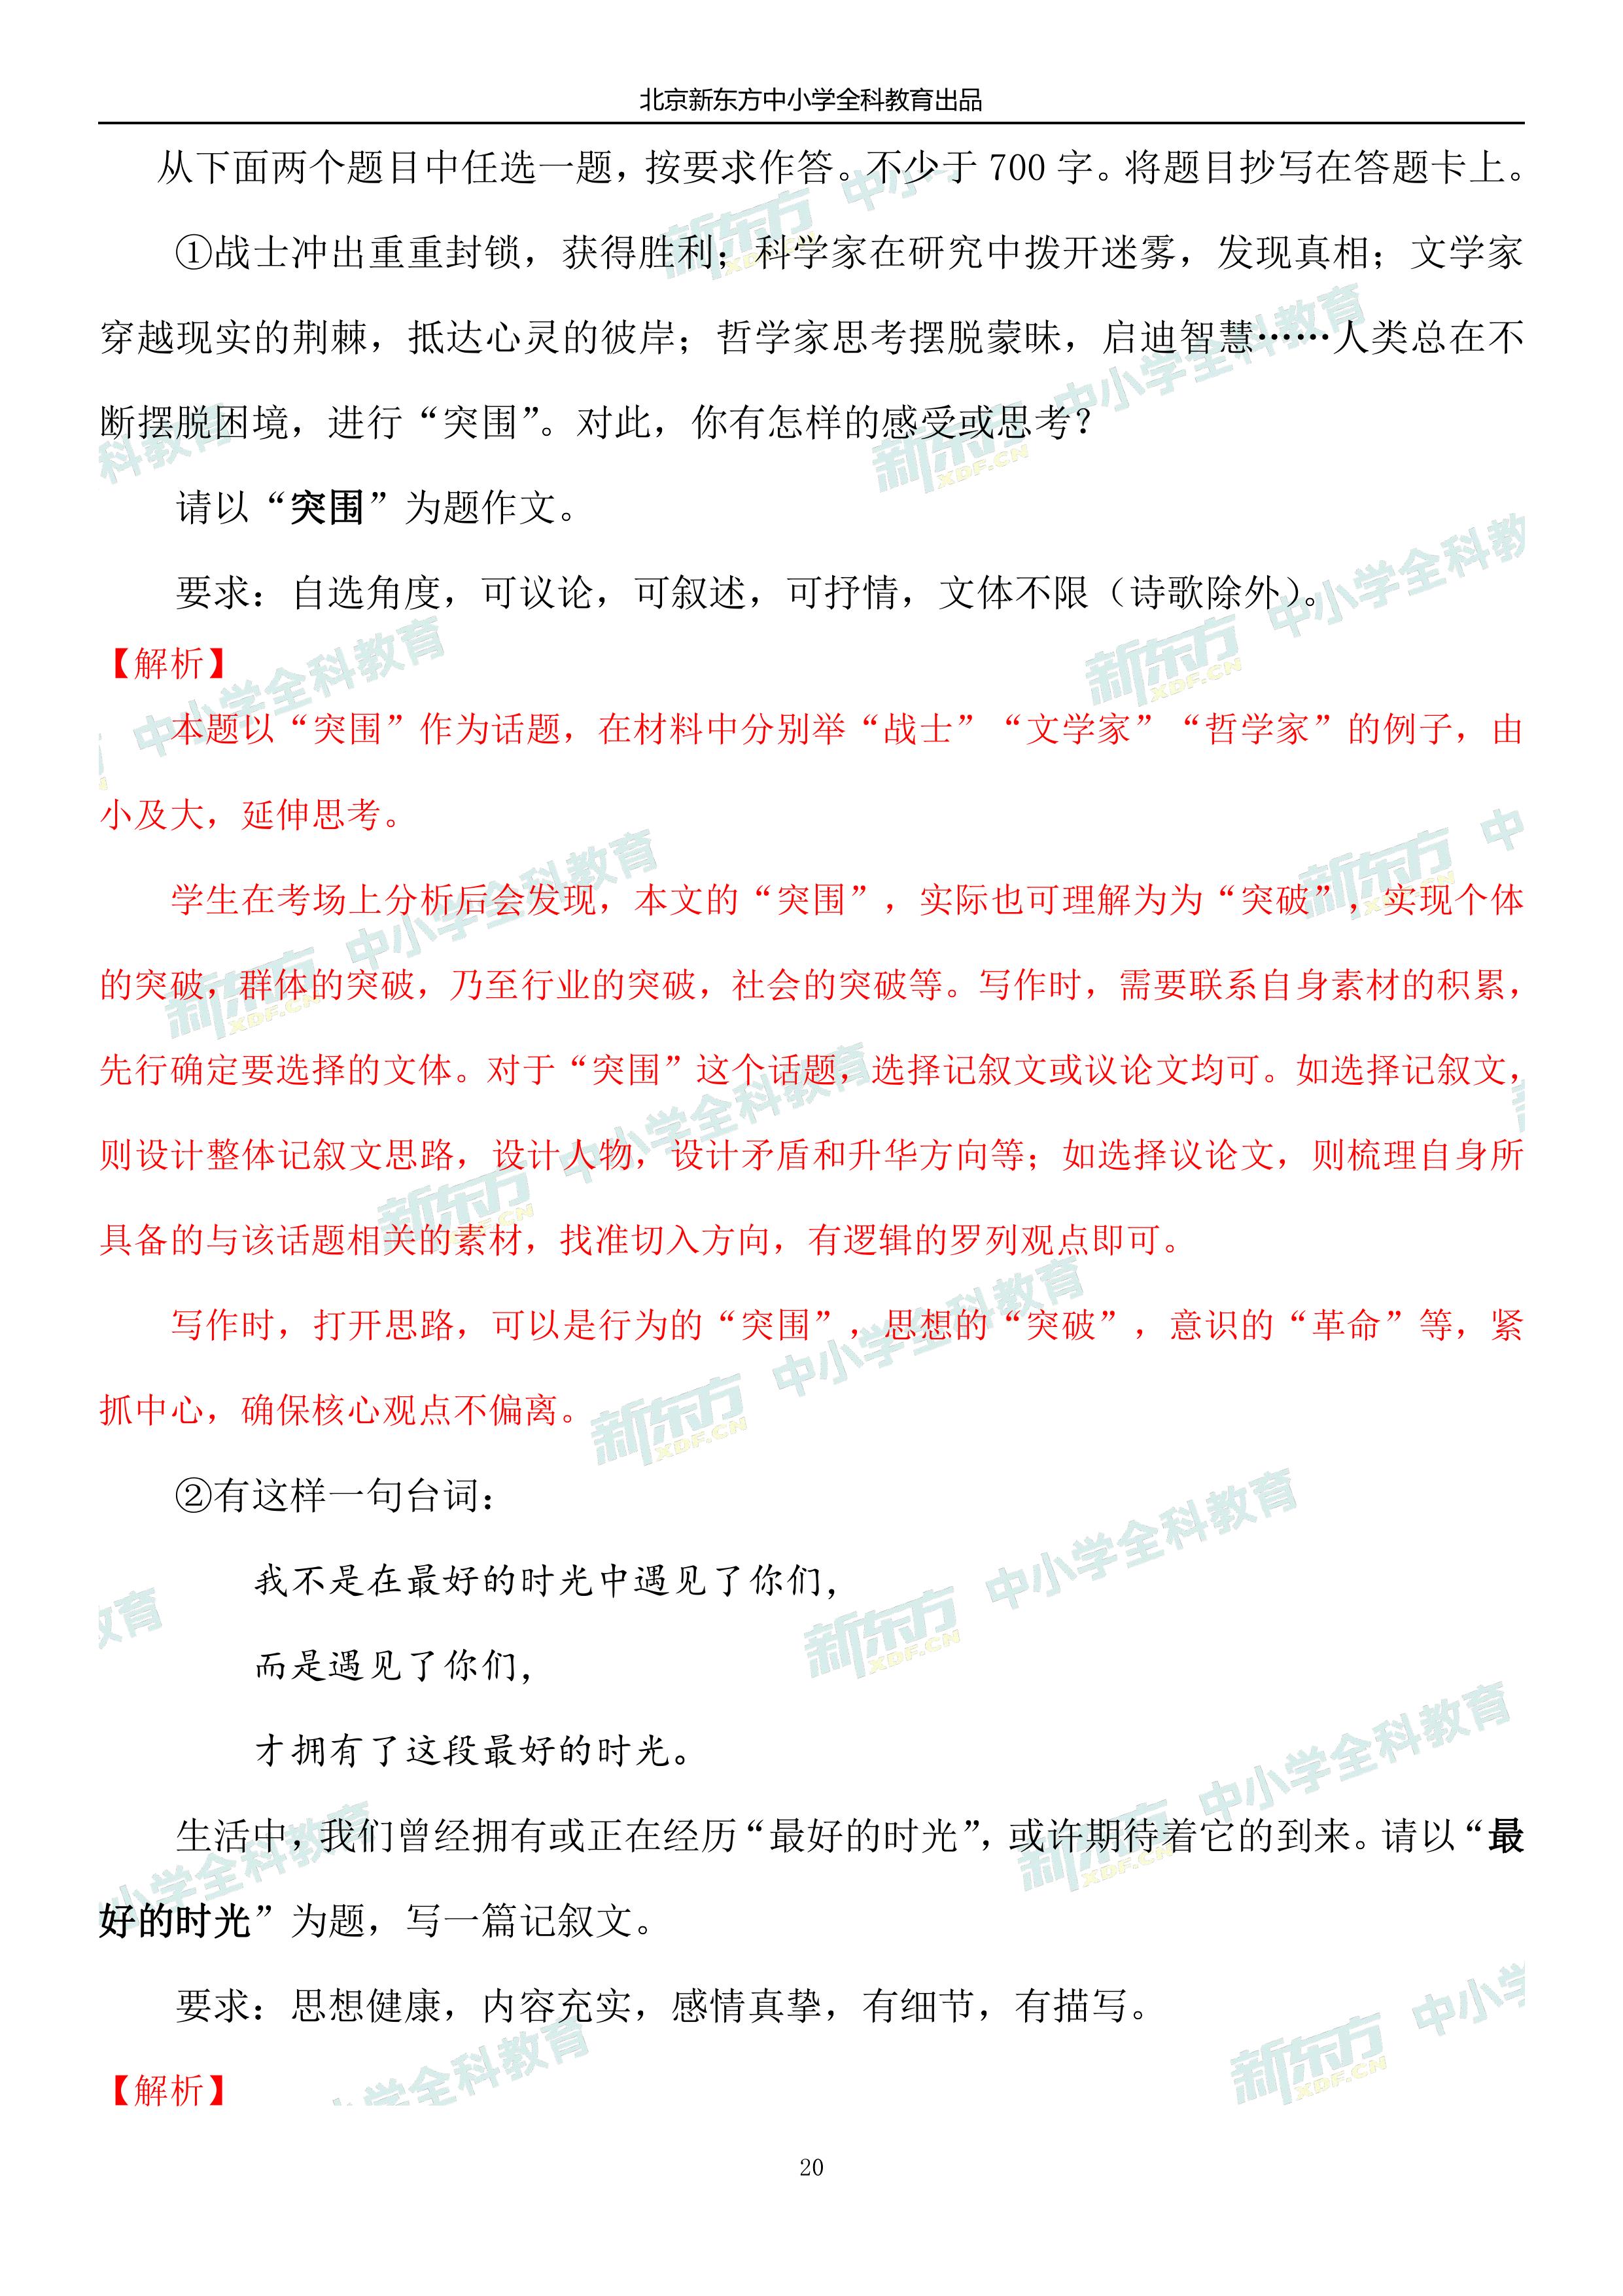 北京新东方中小学全科教育出品
从下面两个题目中任选一题，按要求作答。不少于 700 字。将题目抄写在答题卡上。
①战士冲出重重封锁，获得胜利；科学家在研究中拨开迷雾，发现真相；文学家
穿越现实的荆棘，抵达心灵的彼岸；哲学家思考摆脱蒙昧，启迪智慧……人类总在不
断摆脱困境，进行“突围”。对此，你有怎样的感受或思考？
请以“突围”为题作文。
要求：自选角度，可议论，可叙述，可抒情，文体不限（诗歌除外）。
【解析】
本题以“突围”作为话题，在材料中分别举“战士”“文学家”“哲学家”的例子，由
小及大，延伸思考。
学生在考场上分析后会发现，本文的“突围”，实际也可理解为为“突破”，实现个体
的突破，群体的突破，乃至行业的突破，社会的突破等。写作时，需要联系自身素材的积累，
先行确定要选择的文体。对于“突围”这个话题，选择记叙文或议论文均可。如选择记叙文，
则设计整体记叙文思路，设计人物，设计矛盾和升华方向等；如选择议论文，则梳理自身所
具备的与该话题相关的素材，找准切入方向，有逻辑的罗列观点即可。
写作时，打开思路，可以是行为的“突围”，思想的“突破”，意识的“革命”等，紧
抓中心，确保核心观点不偏离。
②有这样一句台词：
我不是在最好的时光中遇见了你们，
而是遇见了你们，
才拥有了这段最好的时光。
生活中，我们曾经拥有或正在经历“最好的时光”，或许期待着它的到来。请以“最
好的时光”为题，写一篇记叙文。
要求：思想健康，内容充实，感情真挚，有细节，有描写。
【解析】
20